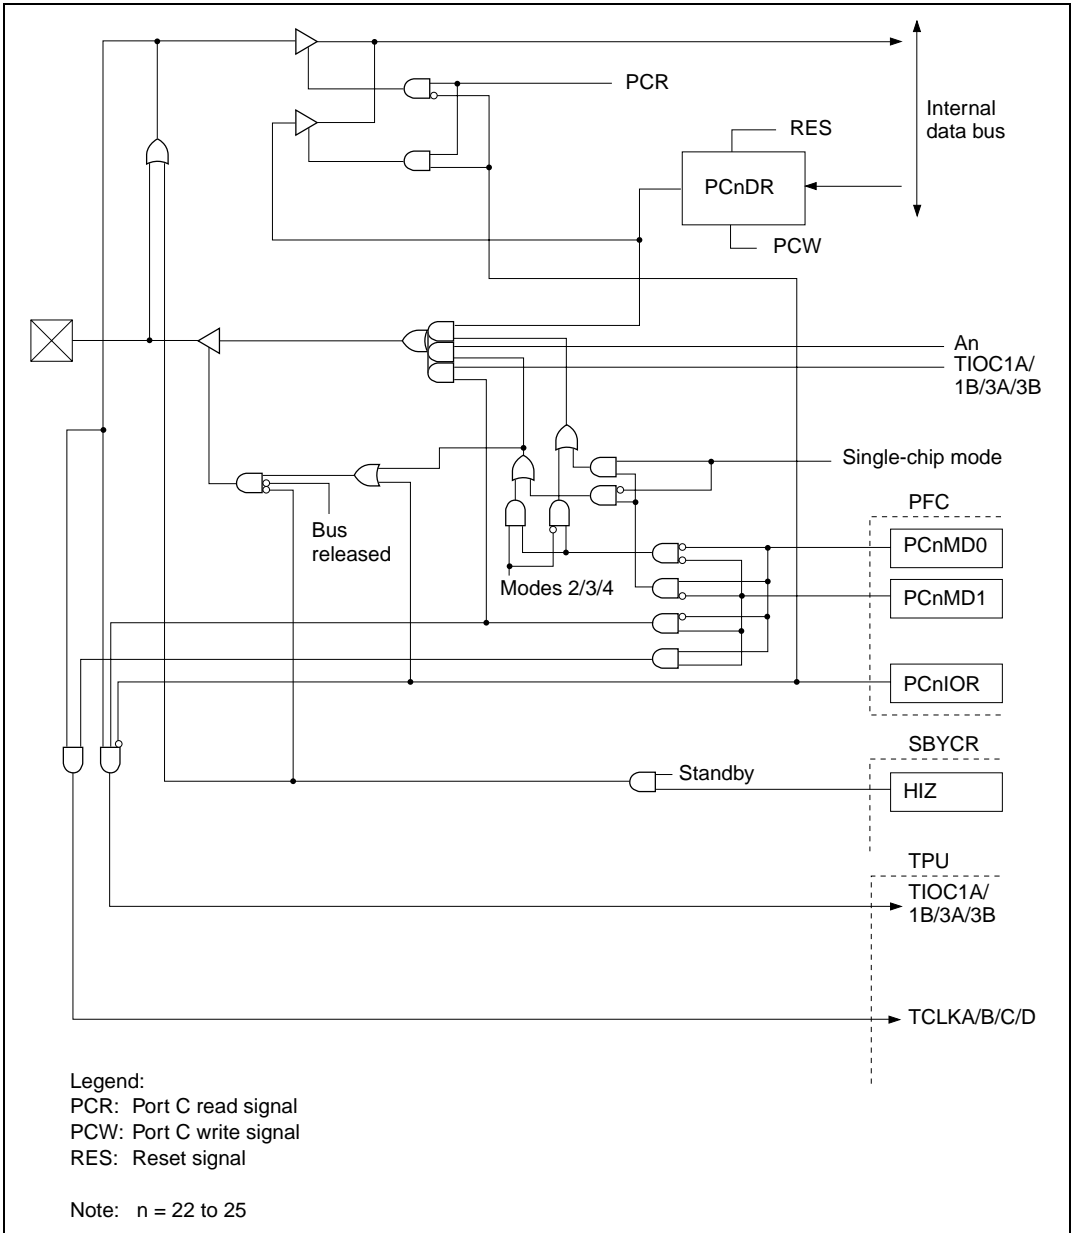 PCR
Internal
data bus
RES
PCnDR
PCW
An
TIOC1A/
1B/3A/3B
Single-chip mode
PFC
Bus
released
PCnMD0
Modes 2/3/4
PCnMD1
PCnIOR
SBYCR
Standby
HIZ
TPU
TIOC1A/
1B/3A/3B
TCLKA/B/C/D
Legend:
PCR: Port C read signal
PCW: Port C write signal
RES: Reset signal
Note: n = 22 to 25